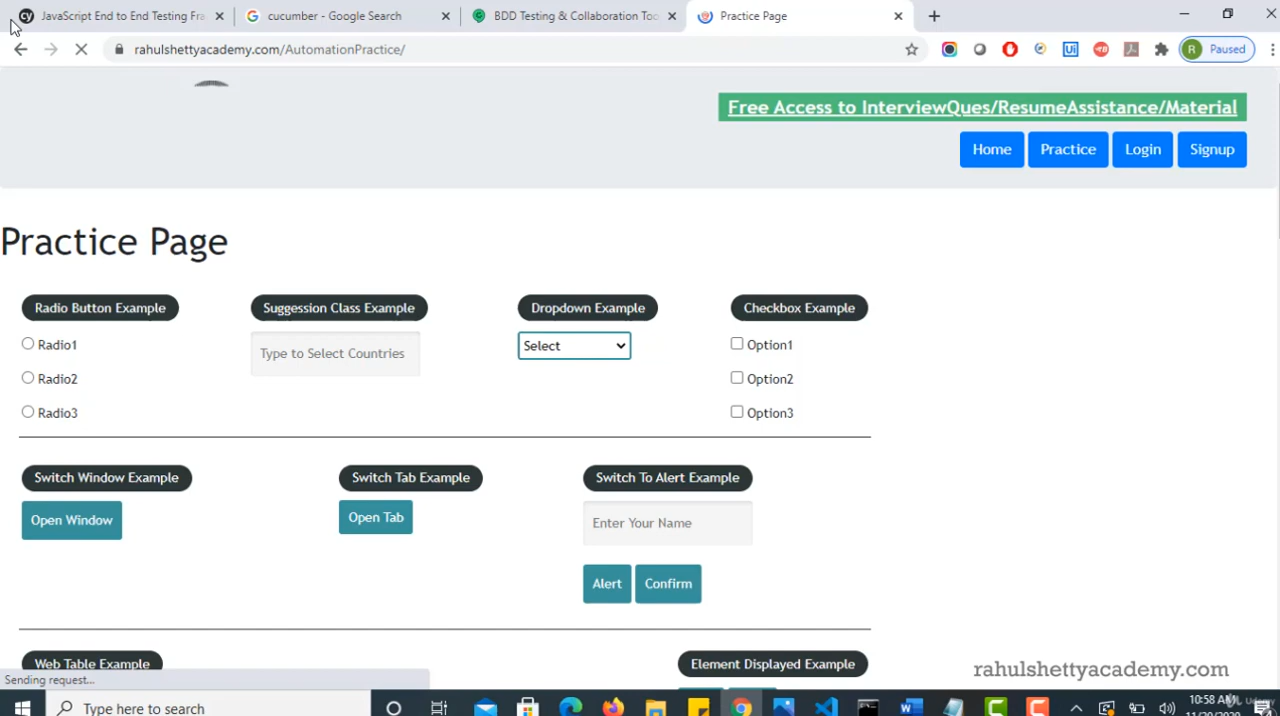 JavaScript End to End Testing Fra
cucumber - Google Search
BDD Testing & Collaboration Too
Practice Page
rahulshettyacademy.com/AutomationPractice/
R Paused
Free Access to InterviewQues/ResumeAssistance/Material
Home Practice Login Signup
Practice Page
Radio Button Example
Suggession Class Example
Dropdown Example
Checkbox Example
Radio1
Type to Select Countries
Select
Option1
Radio2
Option2
Radio3
Option3
Switch Window Example
Switch Tab Example
Switch To Alert Example
Open Window
Open Tab
Enter Your Name
Alert Confirm
Web Table Example
Element Displayed Example
Sending request...
rahulshettyacademy.com
Type here to search
10:58 AM